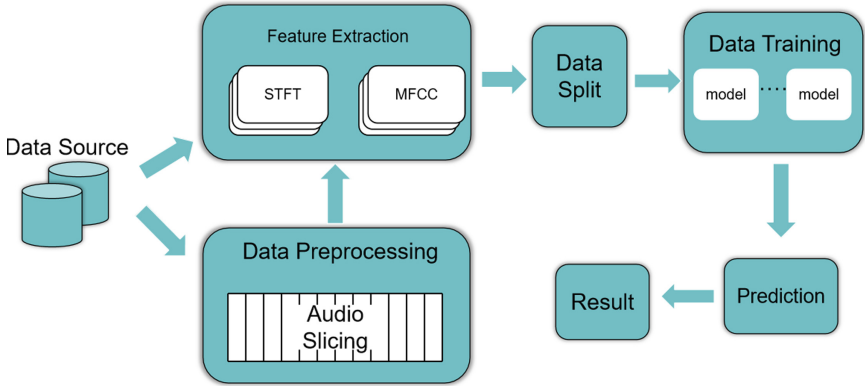 Data Source
Feature Extraction
STFT
MFCC
Data Preprocessing
Audio
Slicing
Data
Split
Data Training
model
....
model
Prediction
Result